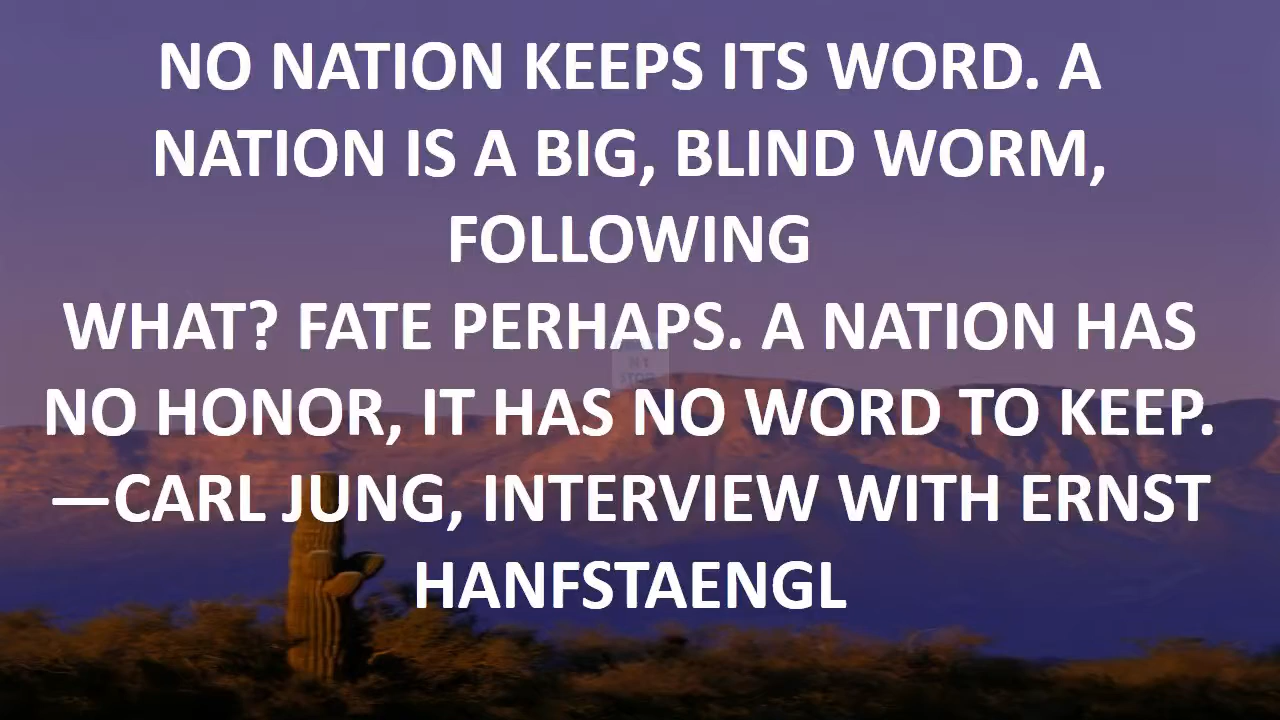 NO NATION KEEPS ITS WORD. A
NATION IS A BIG, BLIND WORM,
FOLLOWING
WHAT? FATE PERHAPS. A NATION HAS
NO HONOR, IT HAS NO WORD TO KEEP.
—CARL JUNG, INTERVIEW WITH ERNST
HANFSTAENGL